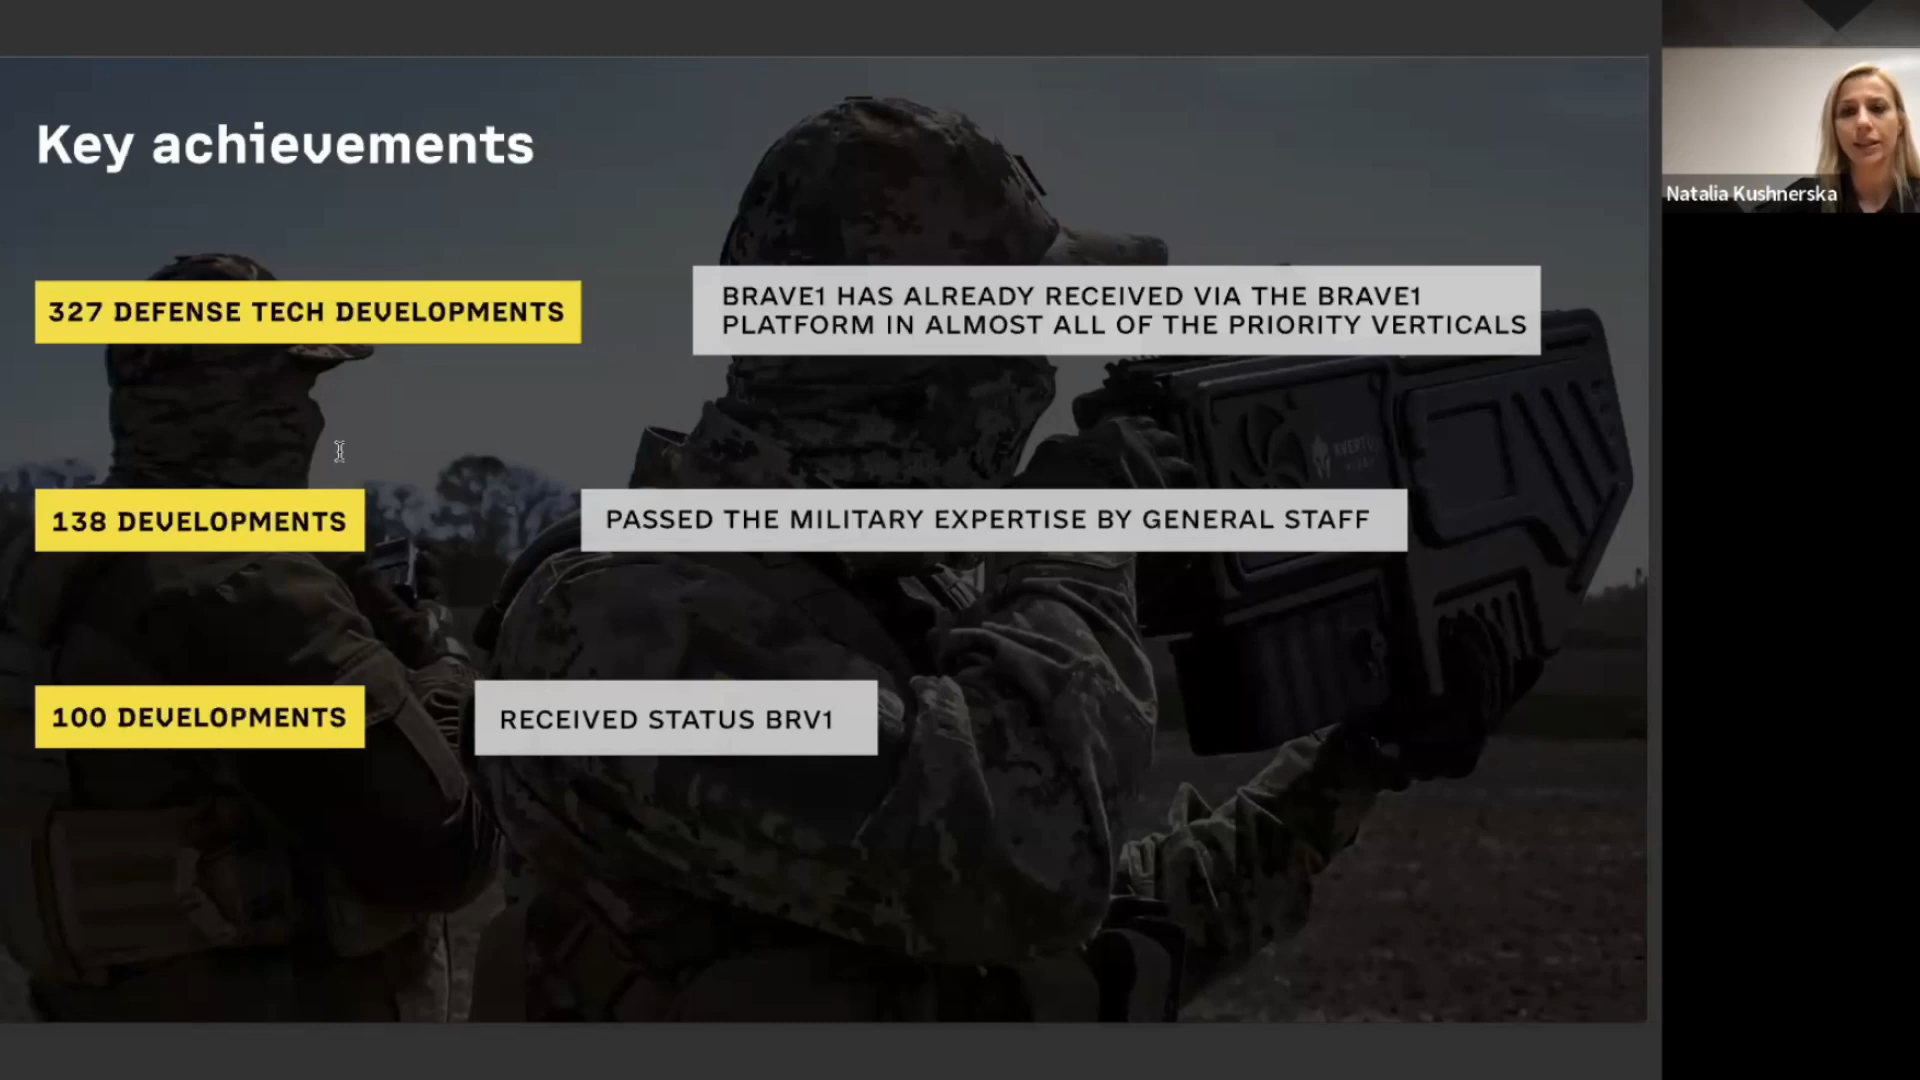 Key achievements
327 DEFENSE TECH DEVELOPMENTS
BRAVE1 HAS ALREADY RECEIVED VIA THE BRAVE1
PLATFORM IN ALMOST ALL OF THE PRIORITY VERTICALS
138 DEVELOPMENTS
PASSED THE MILITARY EXPERTISE BY GENERAL STAFF
100 DEVELOPMENTS
RECEIVED STATUS BRV1
Natalia Kushnerska